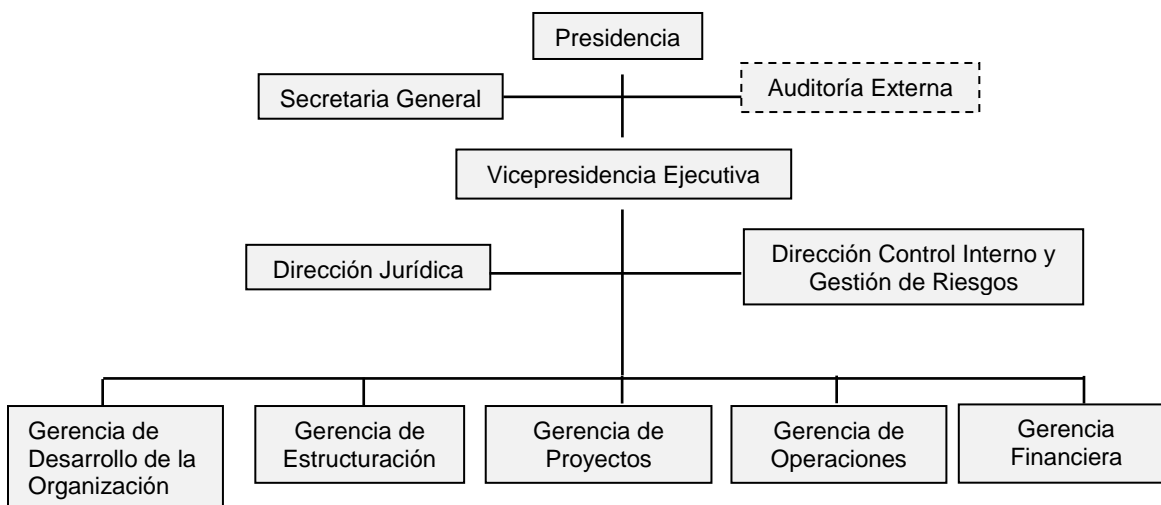 Presidencia
Secretaria General
Auditoría Externa
Vicepresidencia Ejecutiva
Dirección Jurídica
Dirección Control Interno y
Gestión de Riesgos
Gerencia de
Desarrollo de la
Organización
Gerencia de
Estructuración
Gerencia de
Proyectos
Gerencia de
Operaciones
Gerencia
Financiera